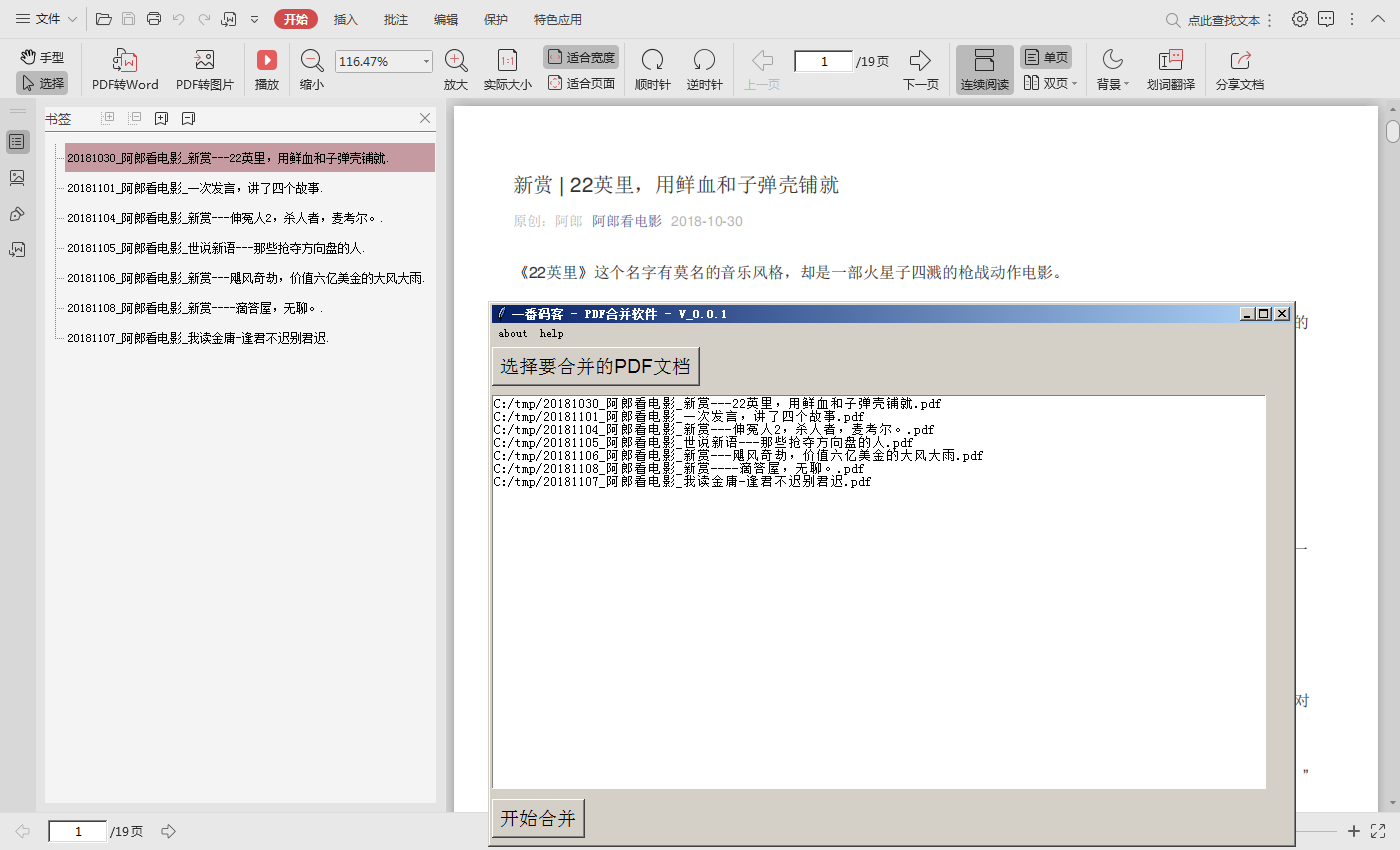 文件
开始 插入 批注 编辑 保护 特色应用
点此查找文本
手型
选择
PDF转Word
PDF转图片
播放
缩小
116.47%
放大
1:1
实际大小
适合宽度
适合页面
顺时针
逆时针
上一页
1 /19页
下一页
连续阅读
单页
双页
背景
划词翻译
分享文档
书签
20181030_阿郎看电影_新赏---22英里，用鲜血和子弹壳铺就.
20181101_阿郎看电影_一次发言，讲了四个故事.
20181104_阿郎看电影_新赏---伸冤人2，杀人者，麦考尔。.
20181105_阿郎看电影_世说新语---那些抢夺方向盘的人.
20181106_阿郎看电影_新赏---飓风奇劫，价值六亿美金的大风大雨.
20181108_阿郎看电影_新赏----滴答屋，无聊。.
20181107_阿郎看电影_我读金庸-逢君不迟别君迟.
新赏 | 22英里，用鲜血和子弹壳铺就
原创：阿郎 阿郎看电影 2018-10-30
《22英里》这个名字有莫名的音乐风格，却是一部火星子四溅的枪战动作电影。
的
一番码客 - PDF合并软件 - V_0.0.1
about help
选择要合并的PDF文档
C:/tmp/20181030_阿郎看电影_新赏---22英里，用鲜血和子弹壳铺就.pdf
C:/tmp/20181101_阿郎看电影_一次发言，讲了四个故事.pdf
C:/tmp/20181104_阿郎看电影_新赏---伸冤人2，杀人者，麦考尔。.pdf
C:/tmp/20181105_阿郎看电影_世说新语---那些抢夺方向盘的人.pdf
C:/tmp/20181106_阿郎看电影_新赏---飓风奇劫，价值六亿美金的大风大雨.pdf
C:/tmp/20181108_阿郎看电影_新赏----滴答屋，无聊。.pdf
C:/tmp/20181107_阿郎看电影_我读金庸-逢君不迟别君迟.pdf
一
对
”
开始合并
1 /19页